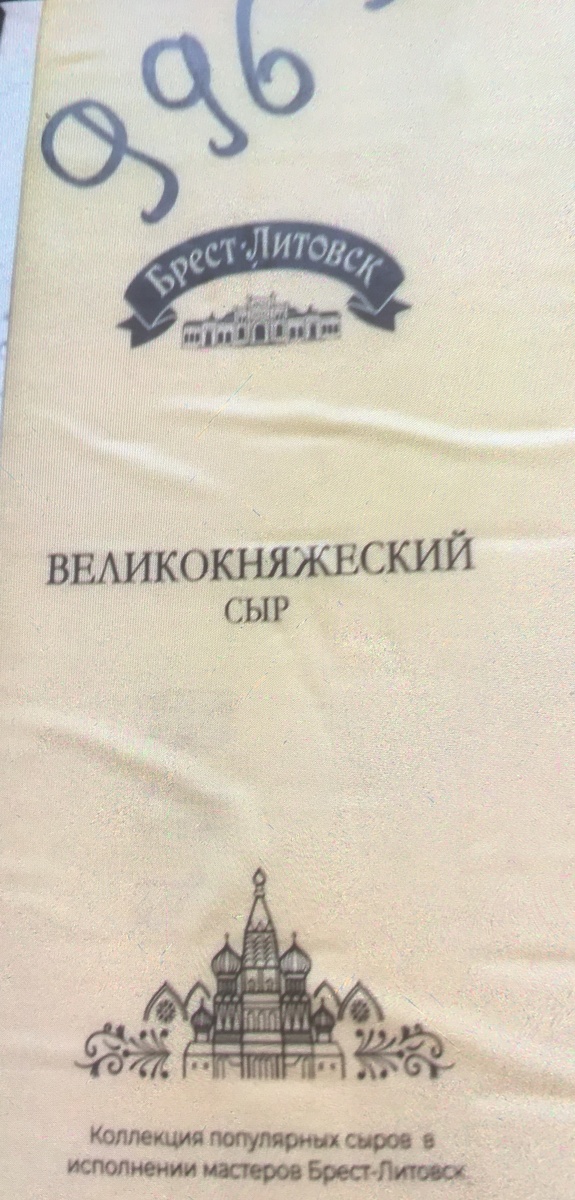 996
Брест-Литовск
ВЕЛИКОКНЯЖЕСКИЙ
СЫР
Коллекция популярных сыров в
исполнении мастеров Брест-Литовск